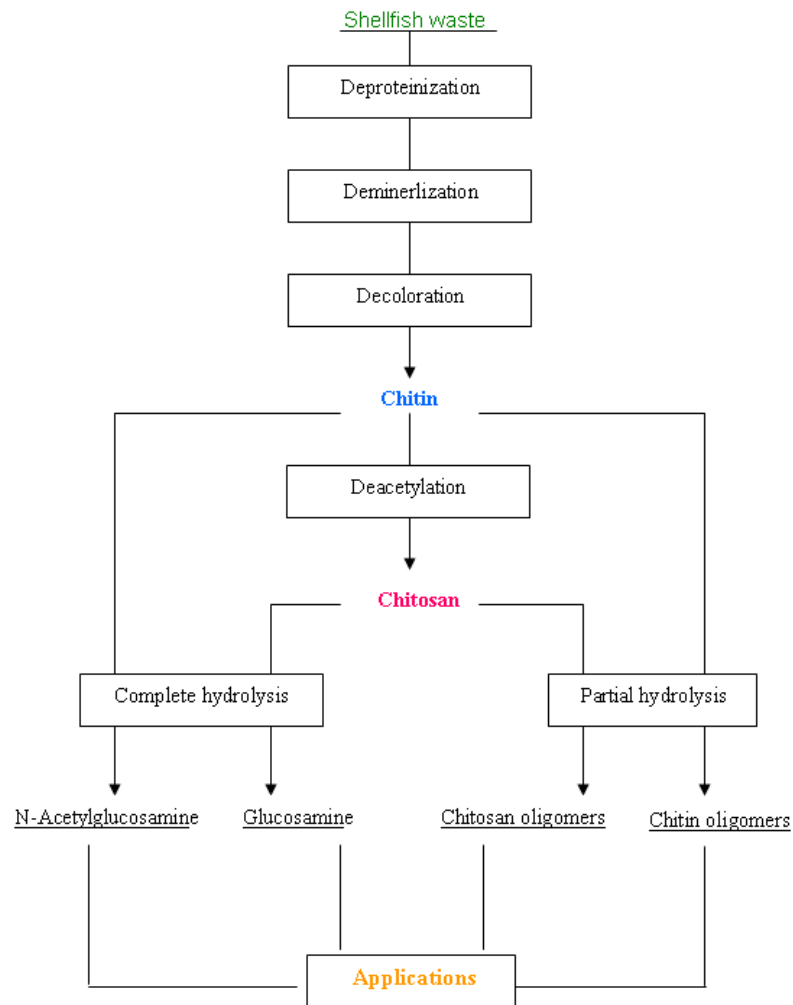 Shellfish waste
Deproteinization
Deminerlization
Decoloration
Chitin
Deacetylation
Chitosan
Complete hydrolysis
Partial hydrolysis
N-Acetylglucosamine
Glucosamine
Chitosan oligomers
Chitin oligomers
Applications